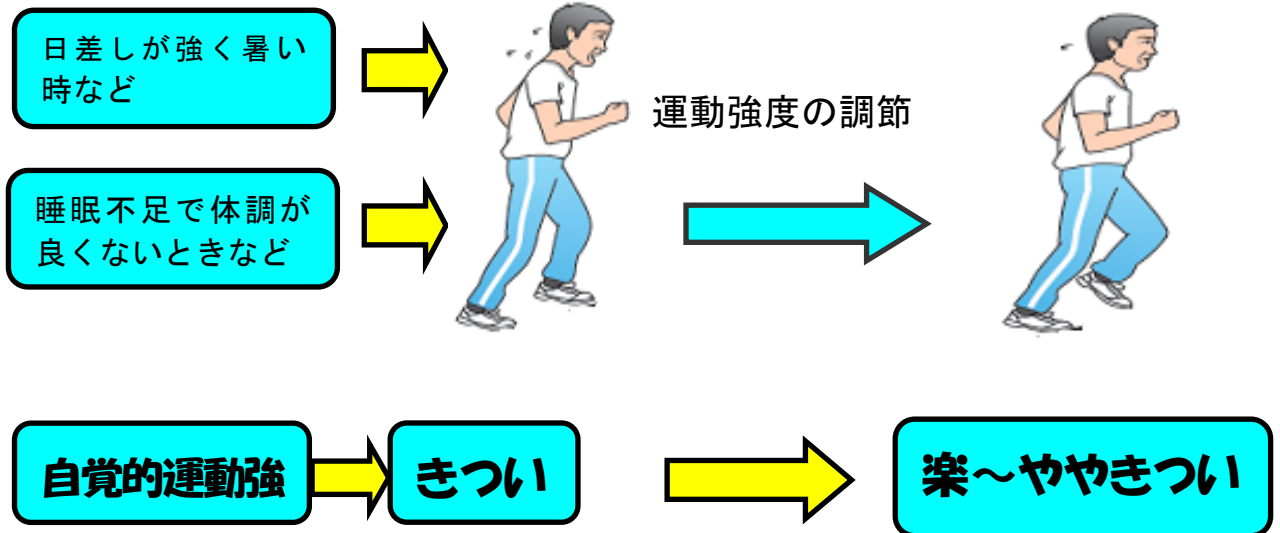 日差しが強く暑い
時など
運動強度の調節
睡眠不足で体調が
良くないときなど
自覚的運動強
きつい
楽～ややきつい